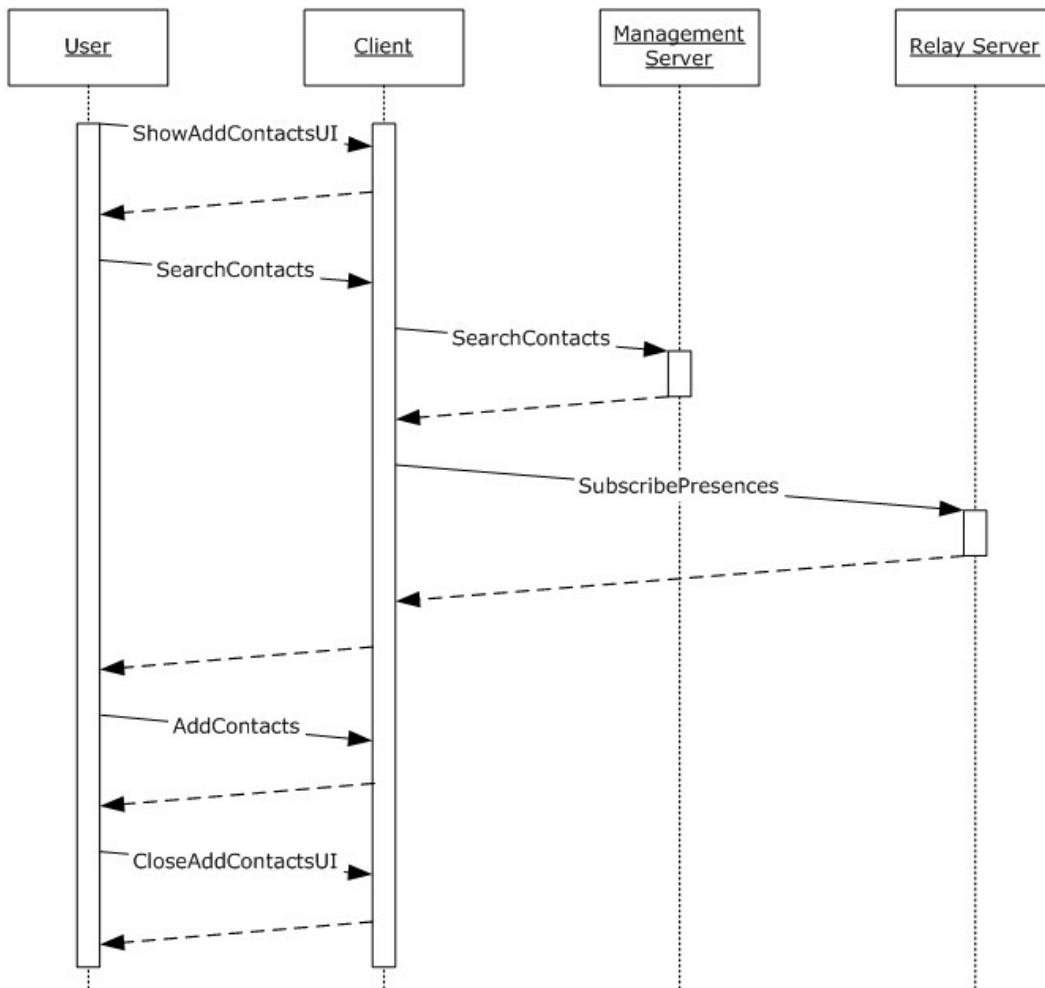 User
Client
Management
Server
Relay Server
ShowAddContactsUI
SearchContacts
SearchContacts
SubscribePresences
AddContacts
CloseAddContactsUI